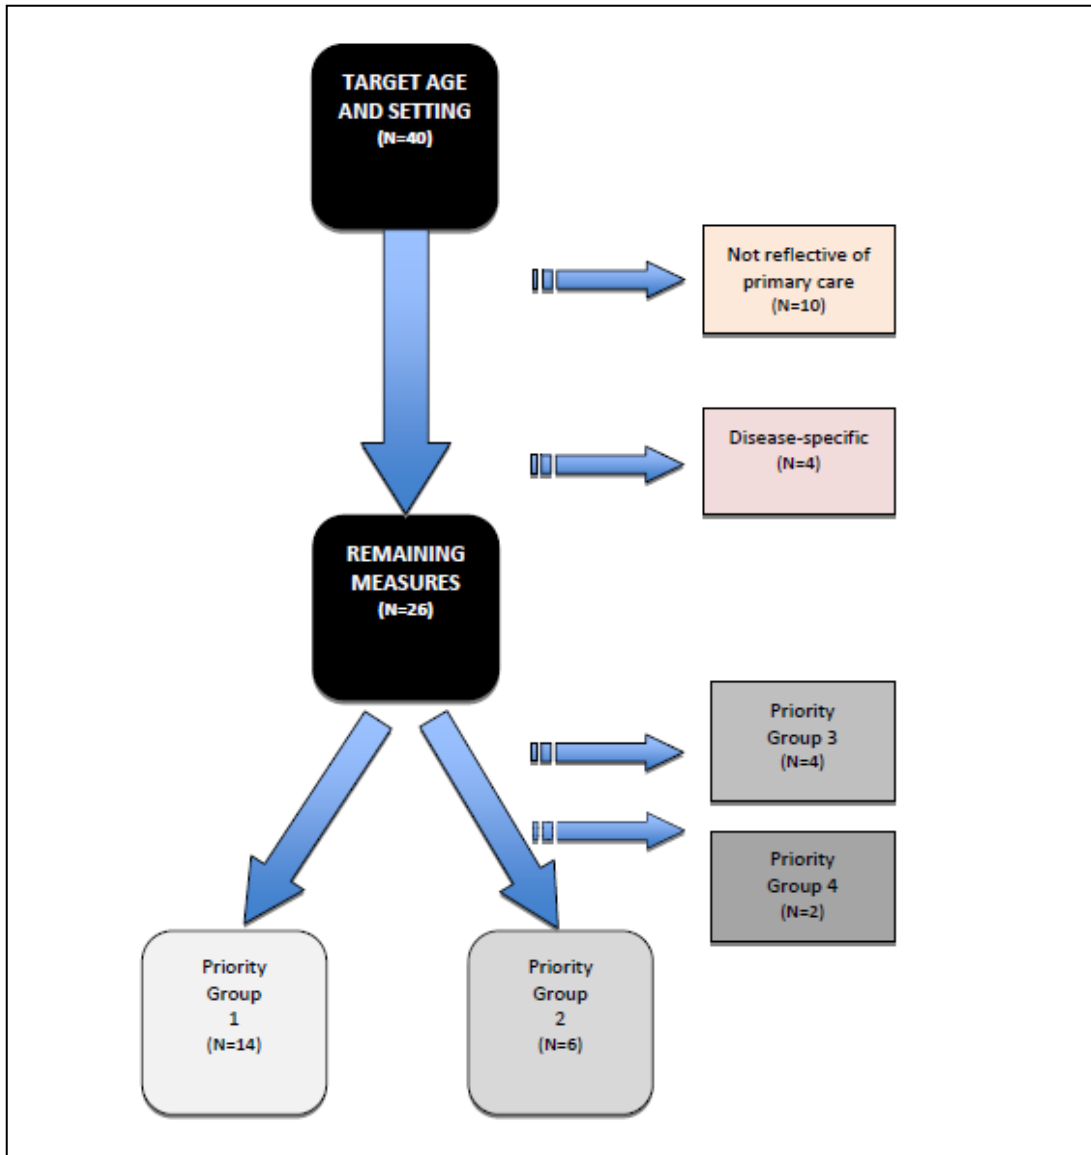 TARGET AGE
AND SETTING
(N=40)
Not reflective of
primary care
(N=10)
Disease-specific
(N=4)
REMAINING
MEASURES
(N=26)
Priority
Group 3
(N=4)
Priority
Group 4
(N=2)
Priority
Group
1
(N=14)
Priority
Group
2
(N=6)